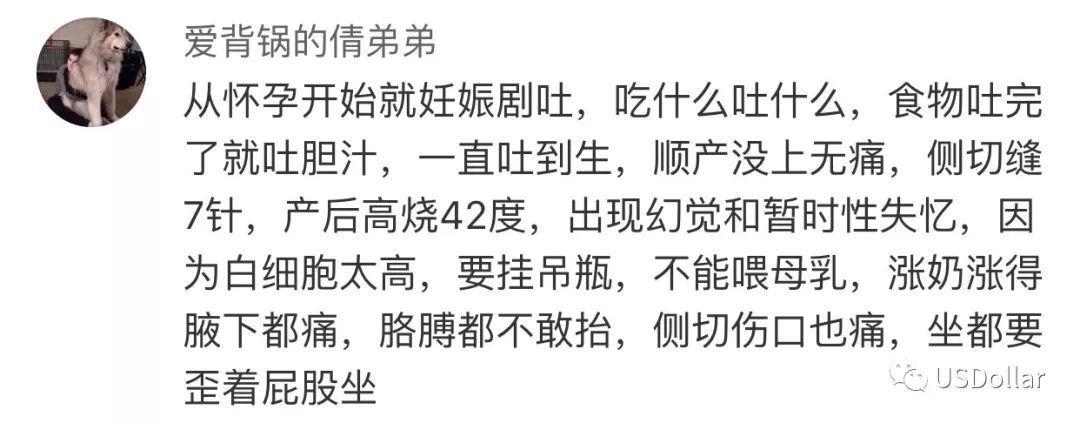 爱背锅的倩弟弟
从怀孕开始就妊娠剧吐，吃什么吐什么，食物吐完
了就吐胆汁，一直吐到生，顺产没上无痛，侧切缝
7针，产后高烧42度，出现幻觉和暂时性失忆，因
为白细胞太高，要挂吊瓶，不能喂母乳，涨奶涨得
腋下都痛，胳膊都不敢抬，侧切伤口也痛，坐都要
歪着屁股坐
USDollar